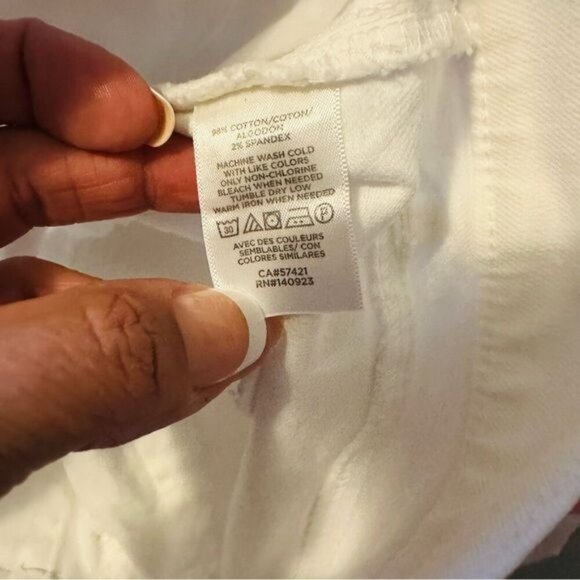 98% COTTON/COTON/
ALGODON
2% SPANDEX
MACHINE WASH COLD
WITH LIKE COLORS
ONLY NON-CHLORINE
BLEACH WHEN NEEDED
TUMBLE DRY LOW
WARM IRON WHEN NEEDED
30 P
AVEC DES COULEURS
SEMBLABLES/ CON
COLORES SIMILARES
CA#57421
RN#140923